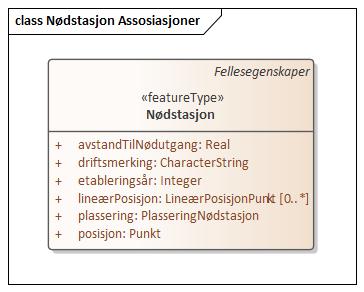 class Nødstasjon Assosiasjoner
Fellesegenskaper
«featureType»
Nødstasjon
+ avstandTilNødutgang: Real
+ driftsmerking: CharacterString
+ etableringsår: Integer
+ lineærPosisjon: LineærPosisjonPunkt [0..*]
+ plassering: PlasseringNødstasjon
+ posisjon: Punkt